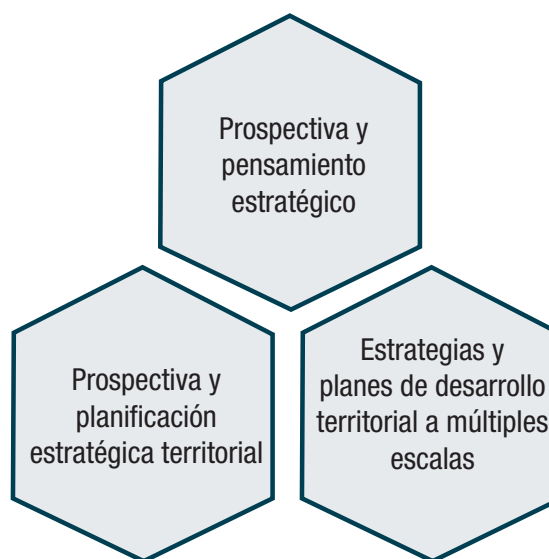 Prospectiva y
pensamiento
estratégico
Prospectiva y
planificación
estratégica territorial
Estrategias y
planes de desarrollo
territorial a múltiples
escalas